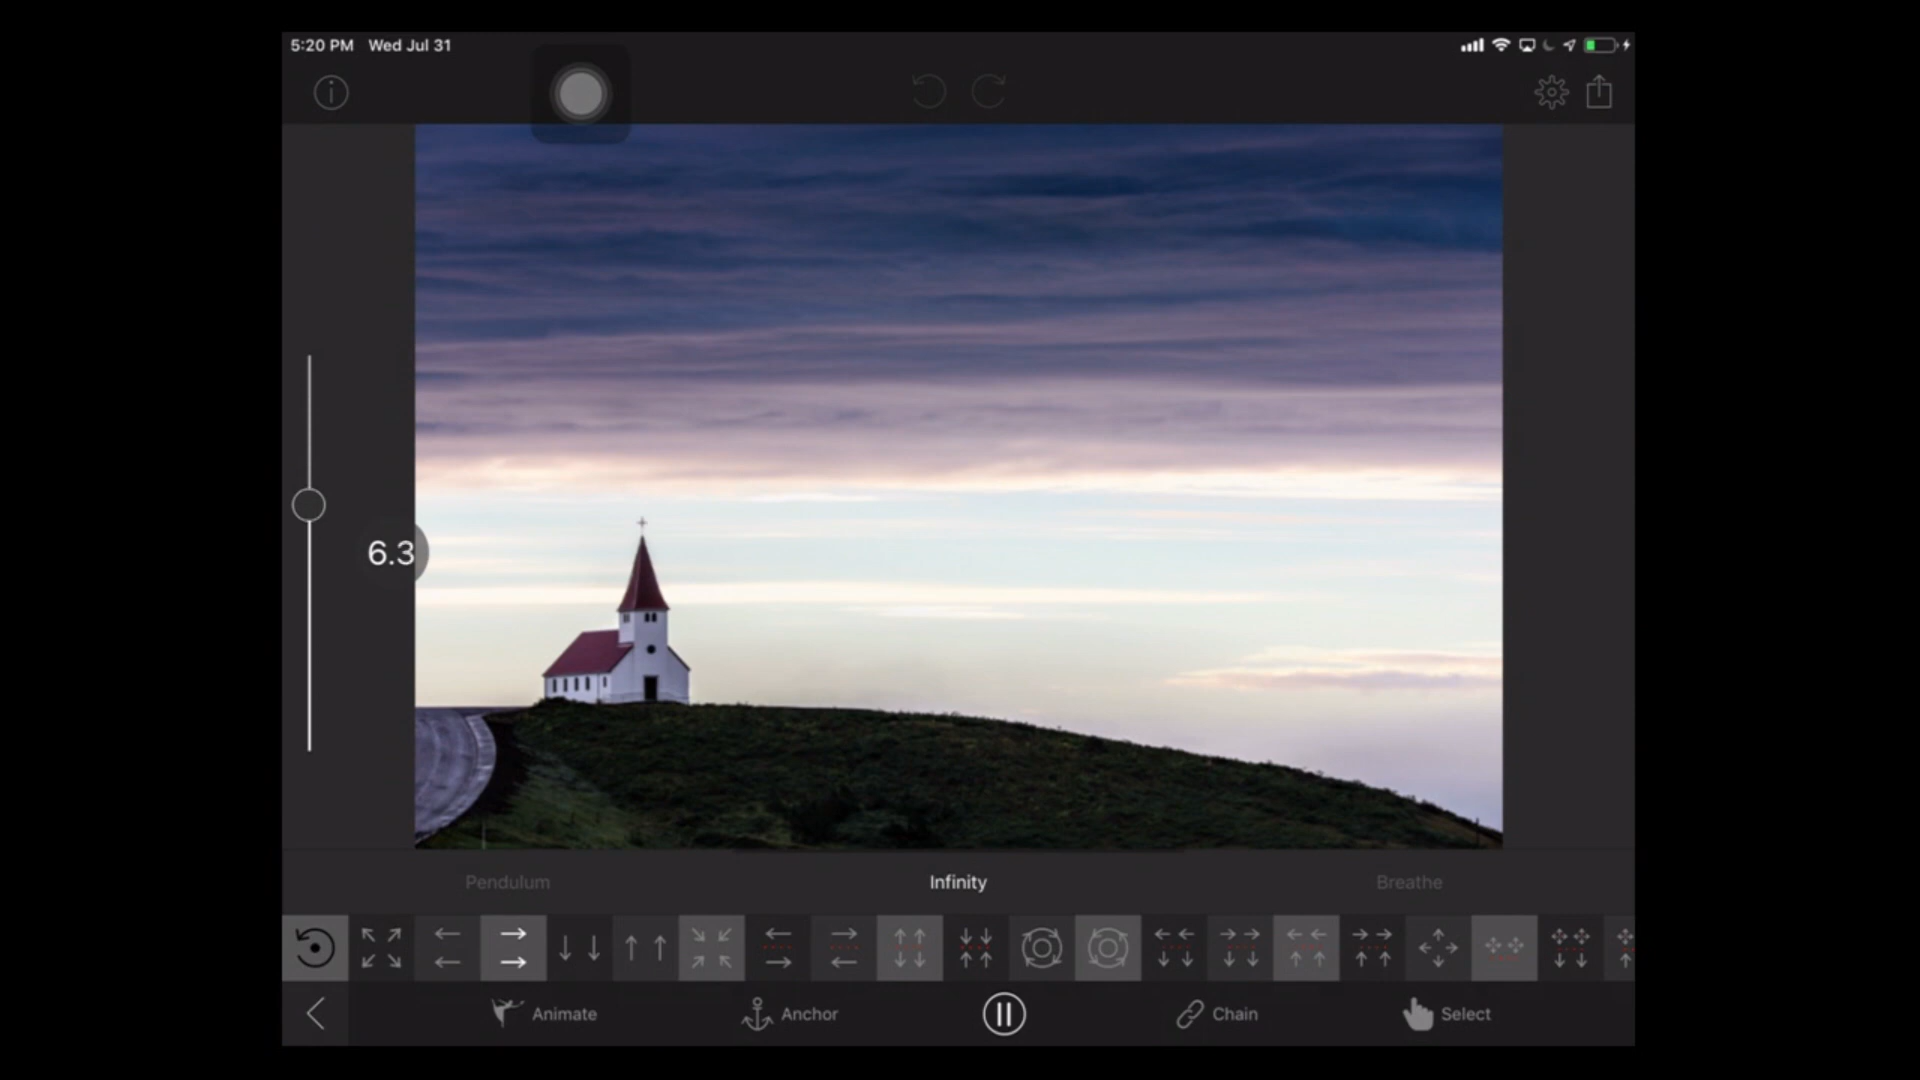 5:20 PM Wed Jul 31
6.3
Pendulum Infinity Breathe
Animate Anchor Chain Select